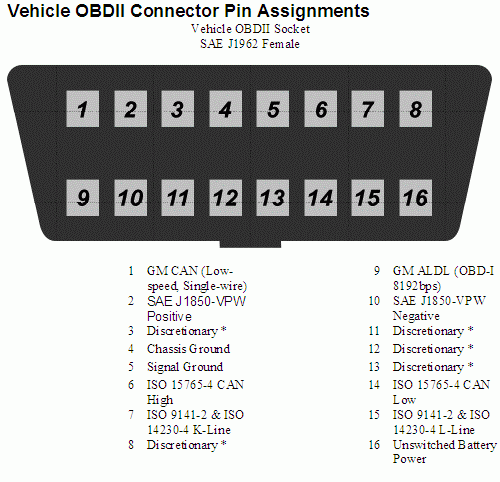 Vehicle OBDII Connector Pin Assignments
Vehicle OBDII Socket
SAE J1962 Female
1 2 3 4 5 6 7 8
9 10 11 12 13 14 15 16
1 GM CAN (Low-
speed, Single-wire)
2 SAE J1850-VPW
Positive
3 Discretionary *
4 Chassis Ground
5 Signal Ground
6 ISO 15765-4 CAN
High
7 ISO 9141-2 & ISO
14230-4 K-Line
8 Discretionary *
9 GM ALDL (OBD-I
8192bps)
10 SAE J1850-VPW
Negative
11 Discretionary *
12 Discretionary *
13 Discretionary *
14 ISO 15765-4 CAN
Low
15 ISO 9141-2 & ISO
14230-4 L-Line
16 Unswitched Battery
Power